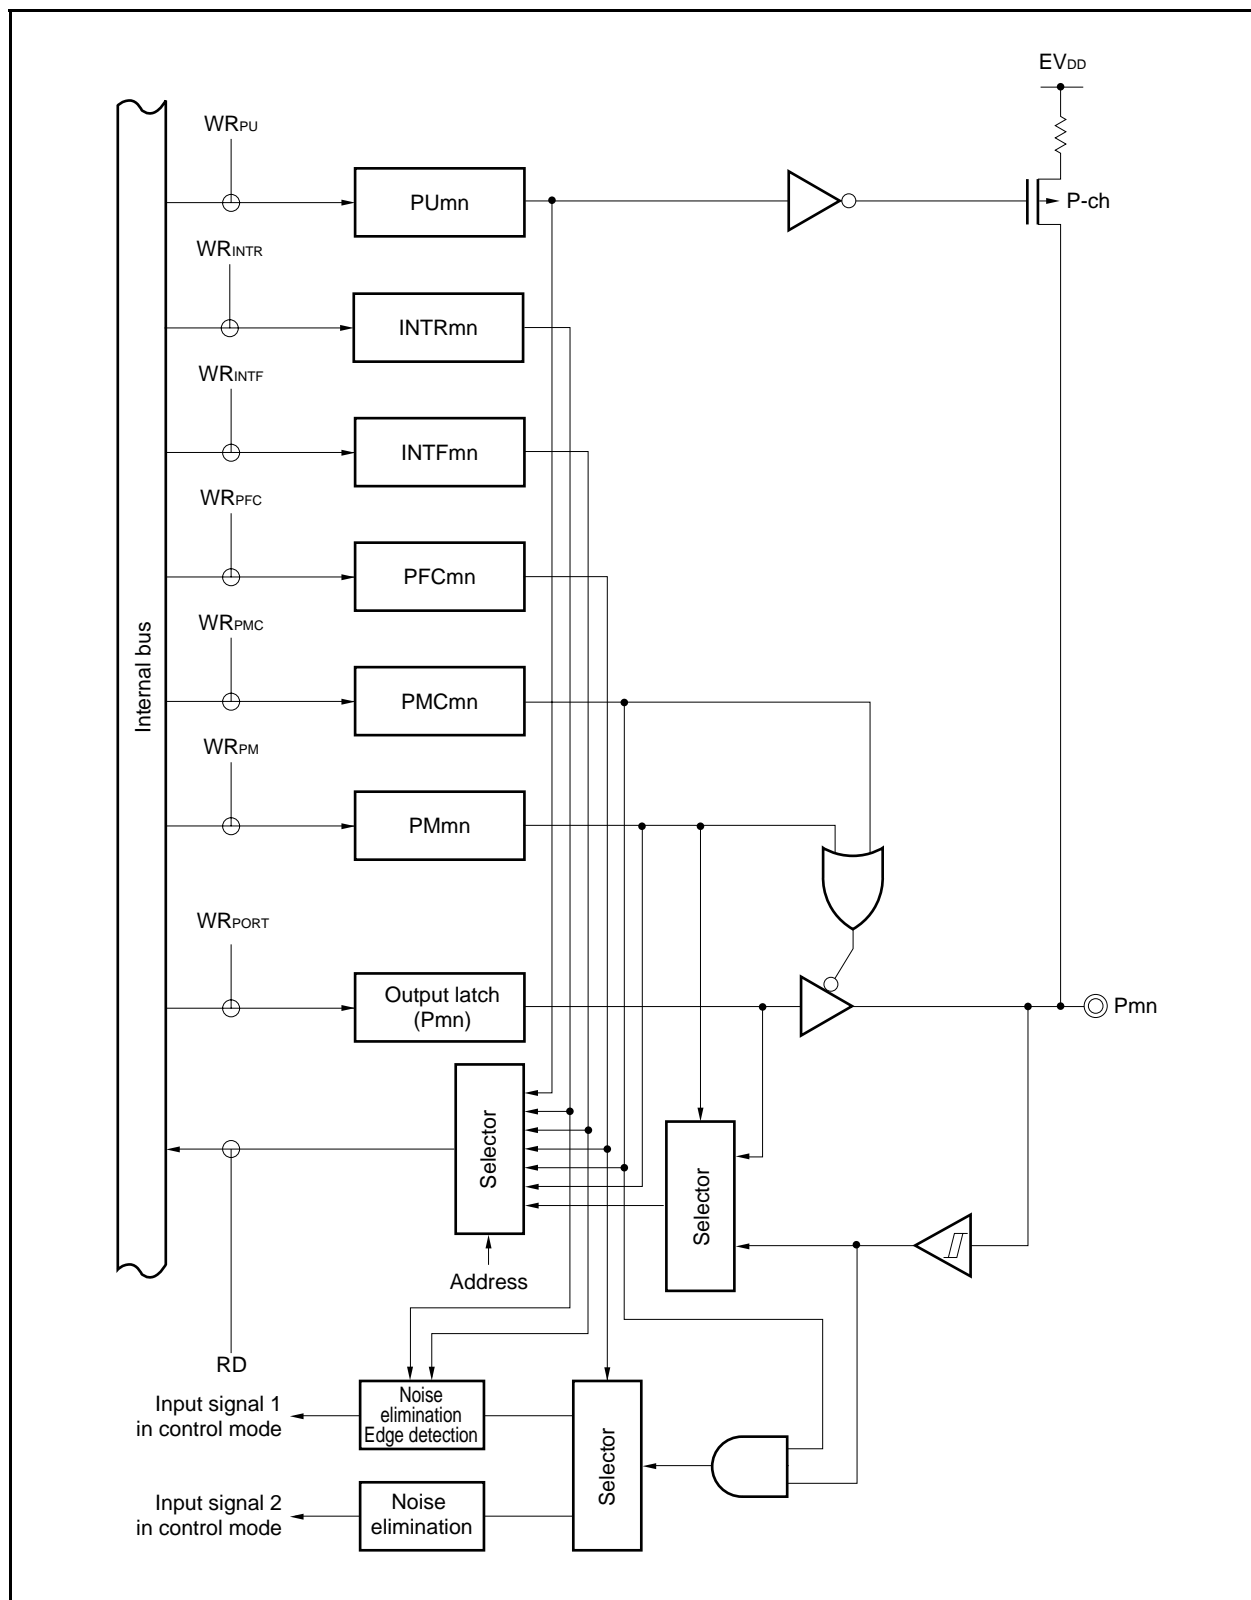 EVDD
WRPU
PUmn
P-ch
WRINTR
INTRmn
WRINTF
INTFmn
WRPFC
PFCmn
Internal bus
WRPMC
PMCmn
WRPM
PMmn
WRPORT
Output latch
(Pmn)
Pmn
Selector
Selector
Address
RD
Input signal 1
in control mode
Noise
elimination
Edge detection
Selector
Input signal 2
in control mode
Noise
elimination